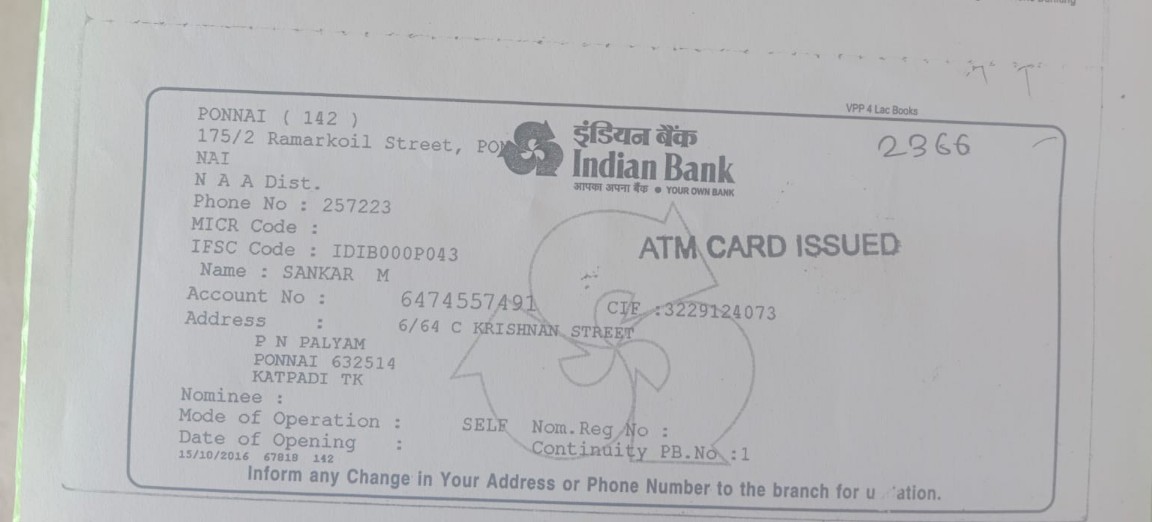 VPP 4 Lac Books
2366
PONNAI ( 142 )
175/2 Ramarkoil Street, PON
NAI
N A A Dist.
Phone No : 257223
MICR Code :
IFSC Code : IDIB000P043
Name : SANKAR M
इंडियन बैंक
Indian Bank
आपका अपना बैंक ● YOUR OWN BANK
ATM CARD ISSUED
Account No : 6474557491 CIF :3229124073
Address : 6/64 C KRISHNAN STREET
P N PALYAM
PONNAI 632514
KATPADI TK
Nominee :
Mode of Operation : SELF Nom.Reg No :
Date of Opening : Continuity PB.No :1
15/10/2016 67818 142
Inform any Change in Your Address or Phone Number to the branch for